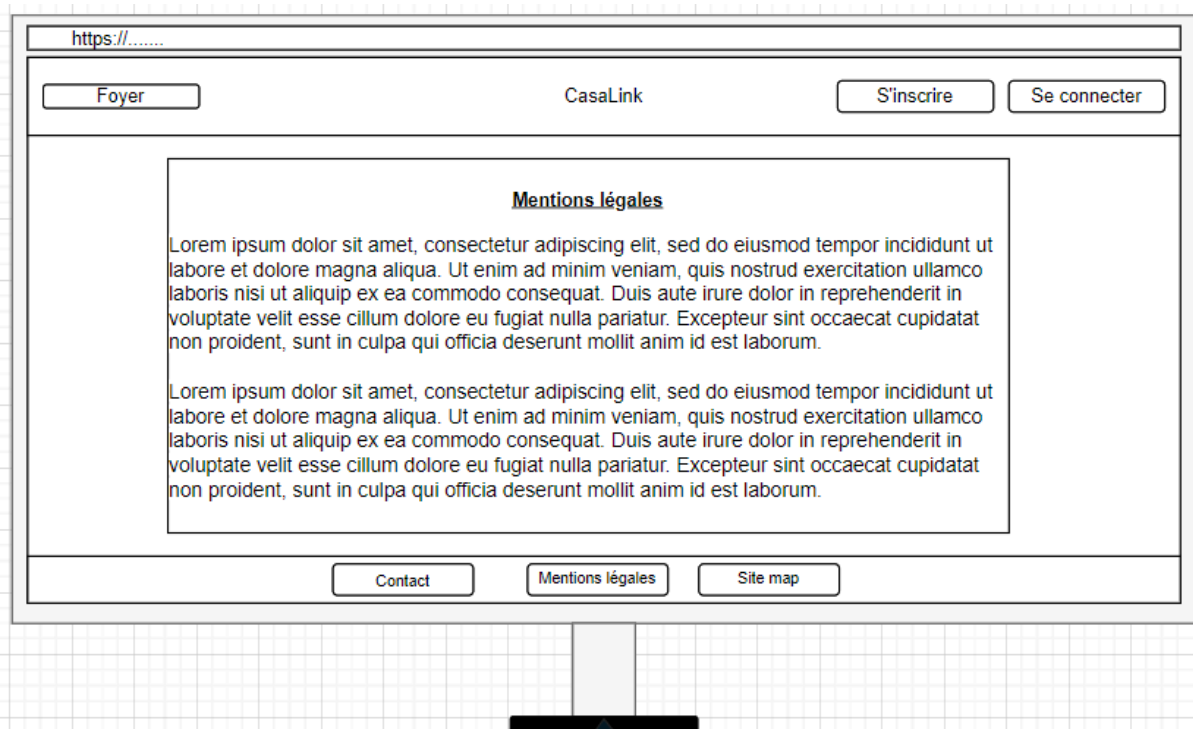 https://.......
Foyer
CasaLink
S'inscrire
Se connecter
Mentions légales
Lorem ipsum dolor sit amet, consectetur adipiscing elit, sed do eiusmod tempor incididunt ut
labore et dolore magna aliqua. Ut enim ad minim veniam, quis nostrud exercitation ullamco
laboris nisi ut aliquip ex ea commodo consequat. Duis aute irure dolor in reprehenderit in
voluptate velit esse cillum dolore eu fugiat nulla pariatur. Excepteur sint occaecat cupidatat
non proident, sunt in culpa qui officia deserunt mollit anim id est laborum.
Lorem ipsum dolor sit amet, consectetur adipiscing elit, sed do eiusmod tempor incididunt ut
labore et dolore magna aliqua. Ut enim ad minim veniam, quis nostrud exercitation ullamco
laboris nisi ut aliquip ex ea commodo consequat. Duis aute irure dolor in reprehenderit in
voluptate velit esse cillum dolore eu fugiat nulla pariatur. Excepteur sint occaecat cupidatat
non proident, sunt in culpa qui officia deserunt mollit anim id est laborum.
Contact
Mentions légales
Site map